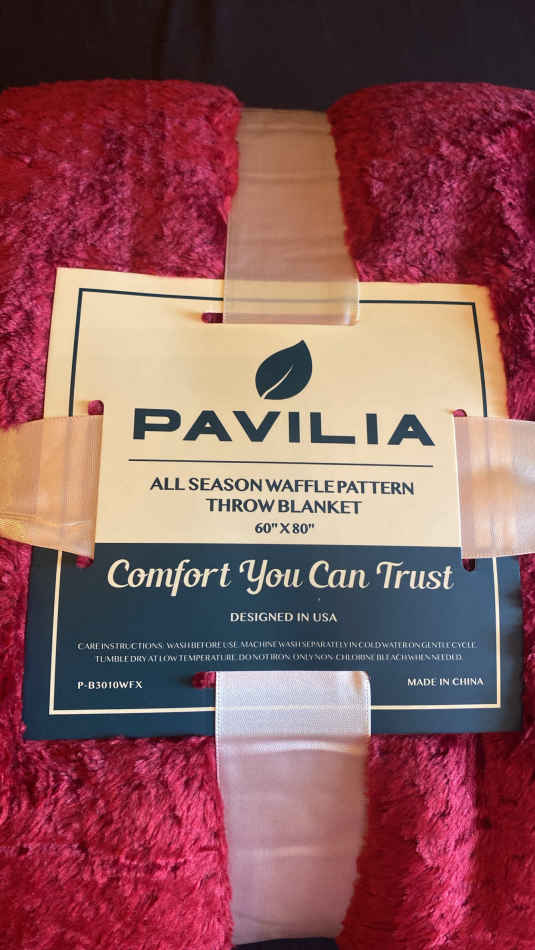 PAVILIA
ALL SEASON WAFFLE PATTERN
THROW BLANKET
60" X 80"
Comfort You Can Trust
DESIGNED IN USA
CARE INSTRUCTIONS: WASH BEFORE USE. MACHINE WASH SEPARATELY IN COLD WATER ON GENTLE CYCLE.
TUMBLE DRY AT LOW TEMPERATURE. DO NOT IRON. ONLY NON-CHLORINE BLEACH WHEN NEEDED.
P-B3010WFX
MADE IN CHINA